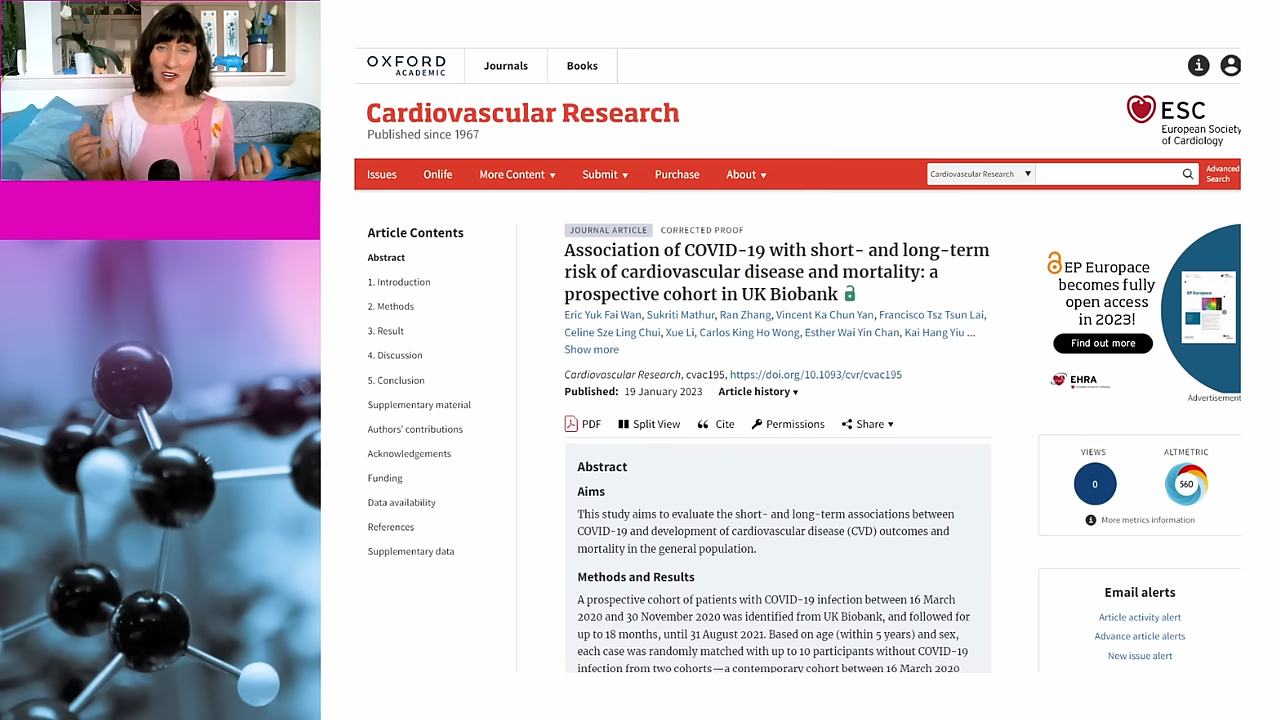 OXFORD
ACADEMIC
Journals
Books
Cardiovascular Research
Published since 1967
ESC
European Society
of Cardiology
Issues
Onlife
More Content
Submit
Purchase
About
Cardiovascular Research
Advanced
Search
Article Contents
Abstract
1. Introduction
2. Methods
3. Result
4. Discussion
5. Conclusion
Supplementary material
Authors' contributions
Acknowledgements
Funding
Data availability
References
Supplementary data
JOURNAL ARTICLE CORRECTED PROOF
Association of COVID-19 with short- and long-term
risk of cardiovascular disease and mortality: a
prospective cohort in UK Biobank
Eric Yuk Fai Wan, Sukriti Mathur, Ran Zhang, Vincent Ka Chun Yan, Francisco Tsz Tsun Lai,
Celine Sze Ling Chui, Xue Li, Carlos King Ho Wong, Esther Wai Yin Chan, Kai Hang Yiu ...
Show more
Cardiovascular Research, cvac195, https://doi.org/10.1093/cvr/cvac195
Published: 19 January 2023 Article history
PDF
Split View
Cite
Permissions
Share
Abstract
Aims
This study aims to evaluate the short- and long-term associations between
COVID-19 and development of cardiovascular disease (CVD) outcomes and
mortality in the general population.
Methods and Results
A prospective cohort of patients with COVID-19 infection between 16 March
2020 and 30 November 2020 was identified from UK Biobank, and followed for
up to 18 months, until 31 August 2021. Based on age (within 5 years) and sex,
each case was randomly matched with up to 10 participants without COVID-19
infection from two cohorts—a contemporary cohort between 16 March 2020
EP Europace
becomes fully
open access
in 2023!
Find out more
EHRA
Advertisement
VIEWS
ALTMETRIC
0
560
More metrics information
Email alerts
Article activity alert
Advance article alerts
New issue alert